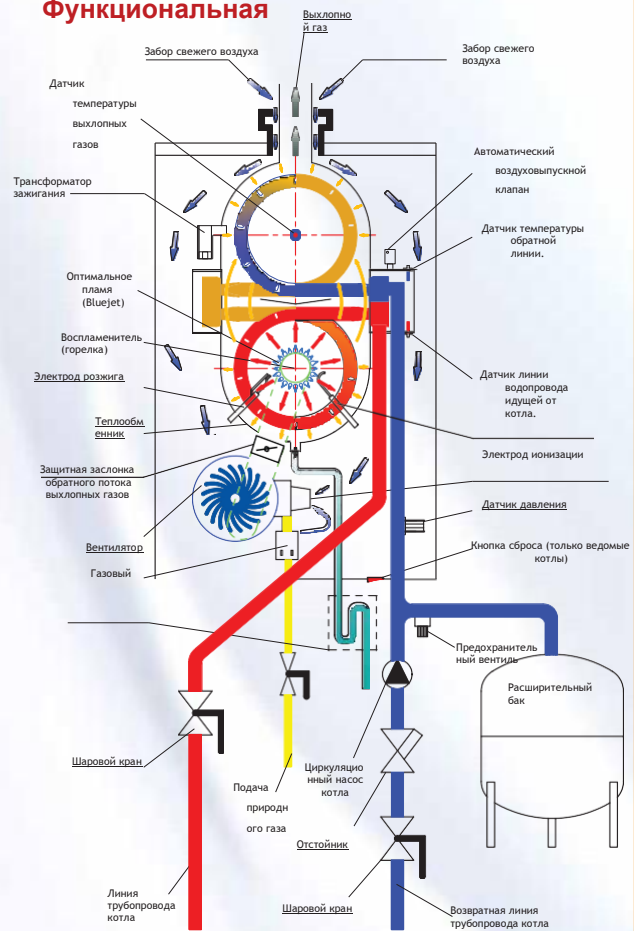 Функциональная
Выхлопно
й газ
Забор свежего воздуха
Забор свежего
воздуха
Датчик
температуры
выхлопных
газов
Автоматический
воздуховыпускной
клапан
Трансформатор
зажигания
Датчик температуры
обратной
линии.
Оптимальное
пламя
(Bluejet)
Воспламенитель
(горелка)
Электрод розжига
Датчик линии
водопровода
идущей от
котла.
Теплообм
енник
Электрод ионизации
Защитная заслонка
обратного потока
выхлопных газов
Датчик давления
Вентилятор
Кнопка сброса (только ведомые
котлы)
Газовый
Предохранитель
ный вентиль
Расширительный
бак
Шаровой кран
Циркуляцио
нный насос
котла
Подача
природн
ого газа
Отстойник
Линия
трубопровода
котла
Шаровой кран
Возвратная линия
трубопровода котла